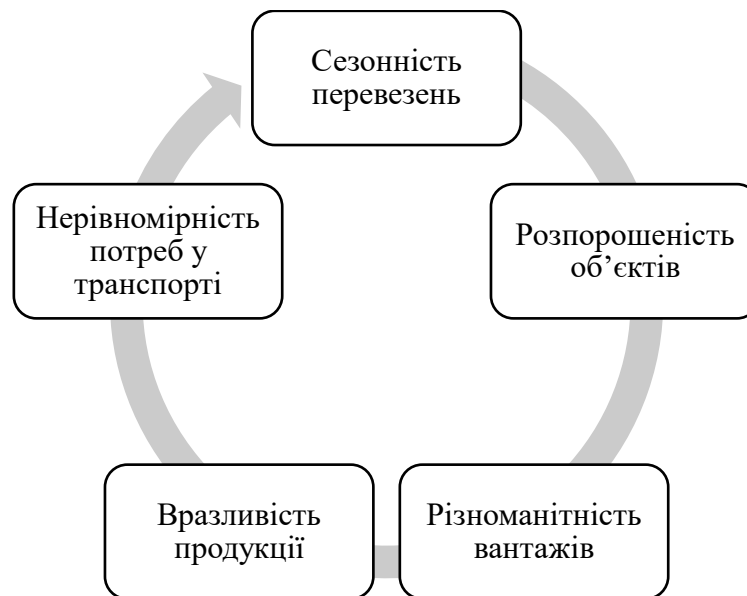 Сезонність
перевезень
Розпорошеність
об’єктів
Різноманітність
вантажів
Вразливість
продукції
Нерівномірність
потреб у
транспорті